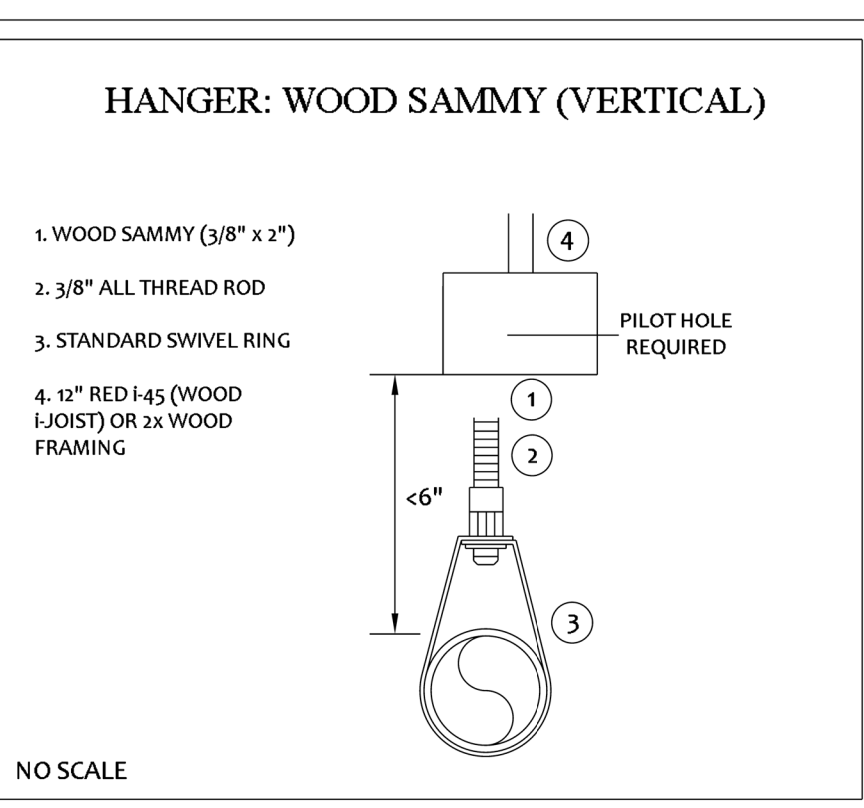 HANGER: WOOD SAMMY (VERTICAL)
1. WOOD SAMMY (3/8" X 2")
2. 3/8" ALL THREAD ROD
3. STANDARD SWIVEL RING
4. 12" RED i-45 (WOOD
i-JOIST) OR 2x WOOD
FRAMING
4
PILOT HOLE
REQUIRED
1
2
<6"
3
NO SCALE